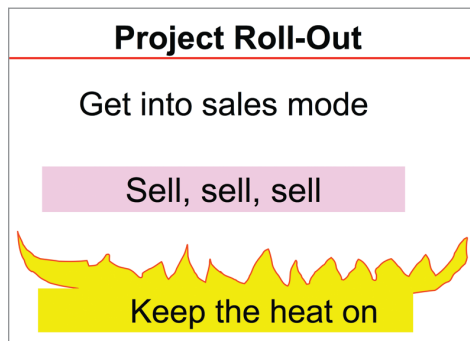 Project Roll-Out
Get into sales mode
Sell, sell, sell
Keep the heat on